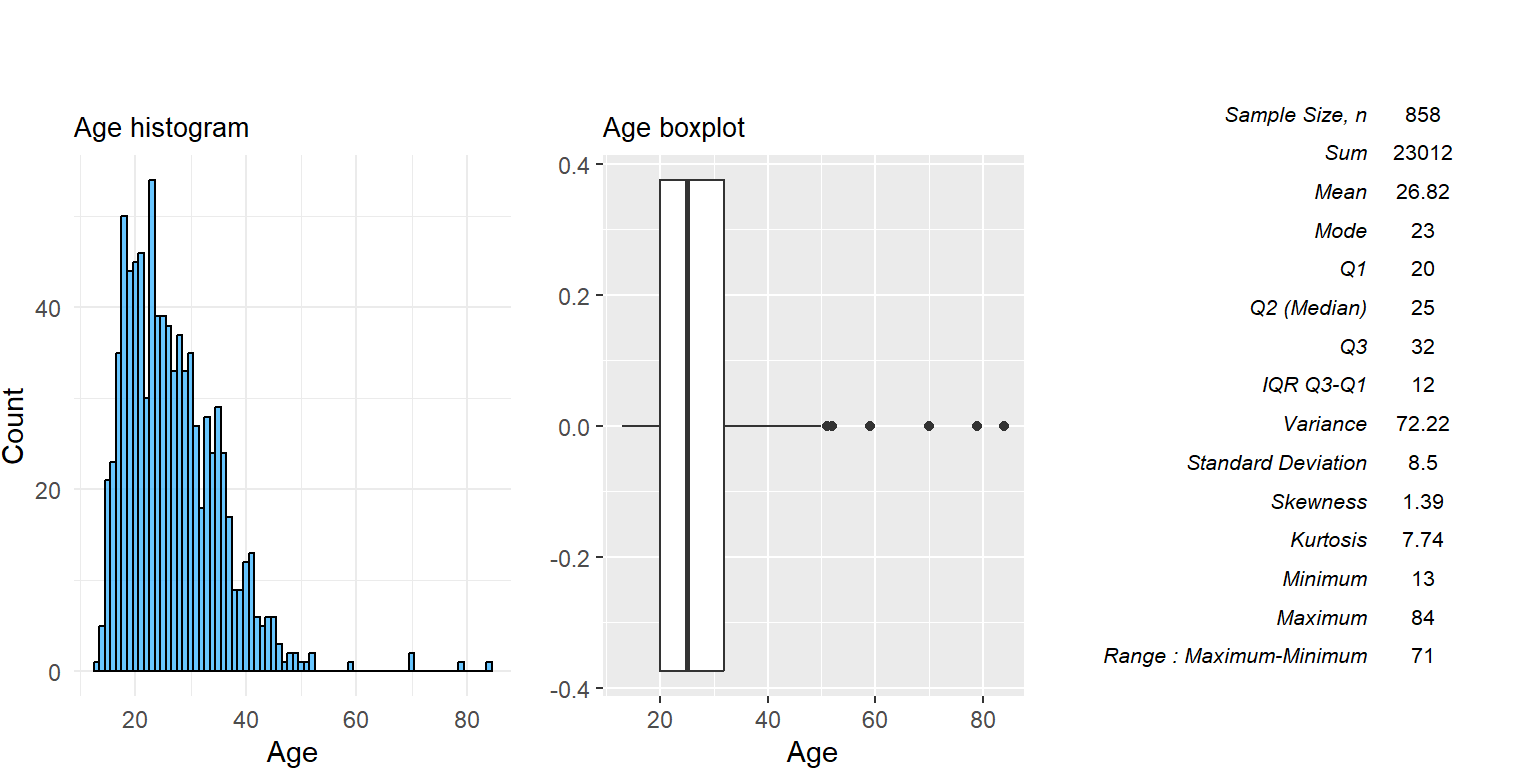 Age histogram
Count
40
20
0
20 40 60 80
Age
Age boxplot
0.4
0.2
0.0
-0.2
-0.4
20 40 60 80
Age
Sample Size, n 858
Sum 23012
Mean 26.82
Mode 23
Q1 20
Q2 (Median) 25
Q3 32
IQR Q3-Q1 12
Variance 72.22
Standard Deviation 8.5
Skewness 1.39
Kurtosis 7.74
Minimum 13
Maximum 84
Range : Maximum-Minimum 71